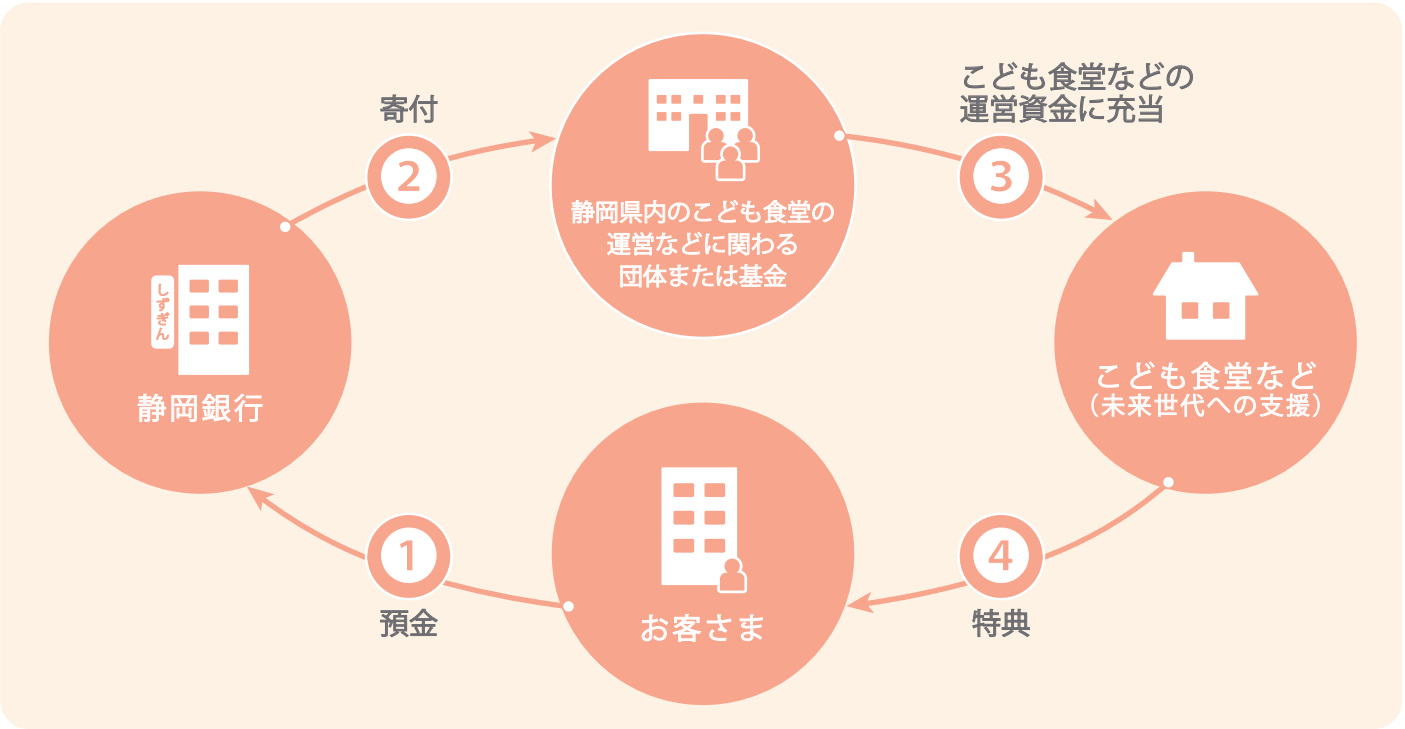 寄付
2
静岡県内のこども食堂の
運営などに関わる
団体または基金
こども食堂などの
運営資金に充当
3
しずぎん
静岡銀行
こども食堂など
（未来世代への支援）
1
預金
お客さま
4
特典